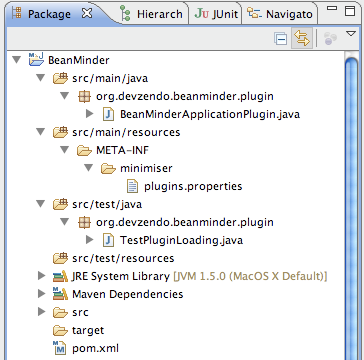 Package Hierarch JUnit Navigato
BeanMinder
src/main/java
org.devzendo.beanminder.plugin
BeanMinderApplicationPlugin.java
src/main/resources
META-INF
minimiser
plugins.properties
src/test/java
org.devzendo.beanminder.plugin
TestPluginLoading.java
src/test/resources
JRE System Library [JVM 1.5.0 (MacOS X Default)]
Maven Dependencies
src
target
pom.xml